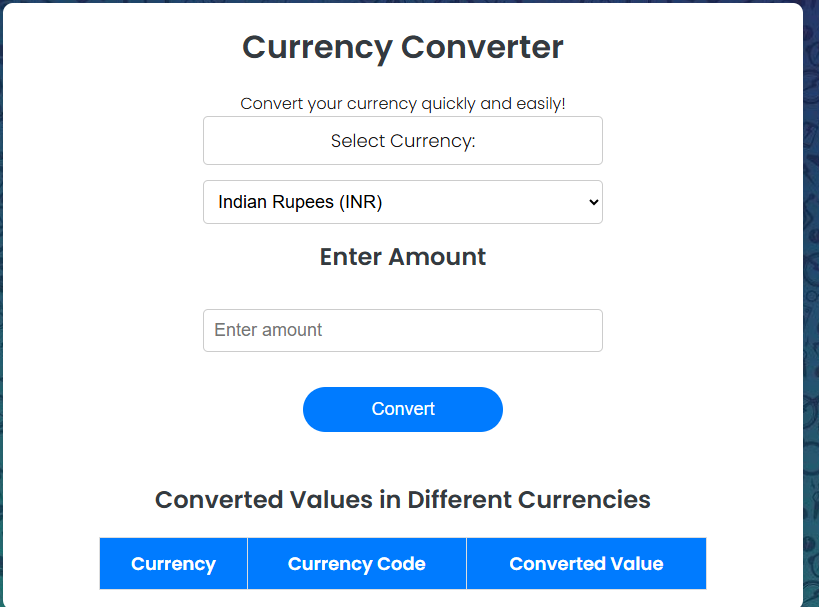 Currency Converter
Convert your currency quickly and easily!
Select Currency:
Indian Rupees (INR)
Enter Amount
Enter amount
Convert
Converted Values in Different Currencies
Currency Currency Code Converted Value